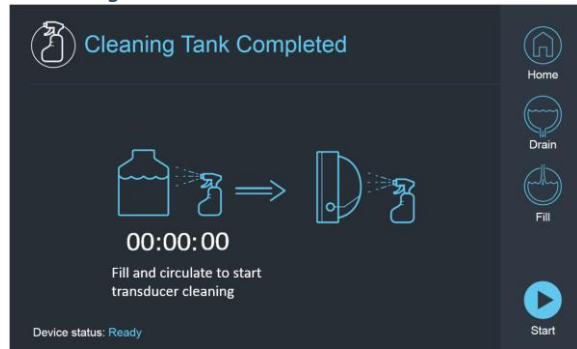 Cleaning Tank Completed
Home
Drain
Fill
00:00:00
Fill and circulate to start
transducer cleaning
Device status: Ready
Start